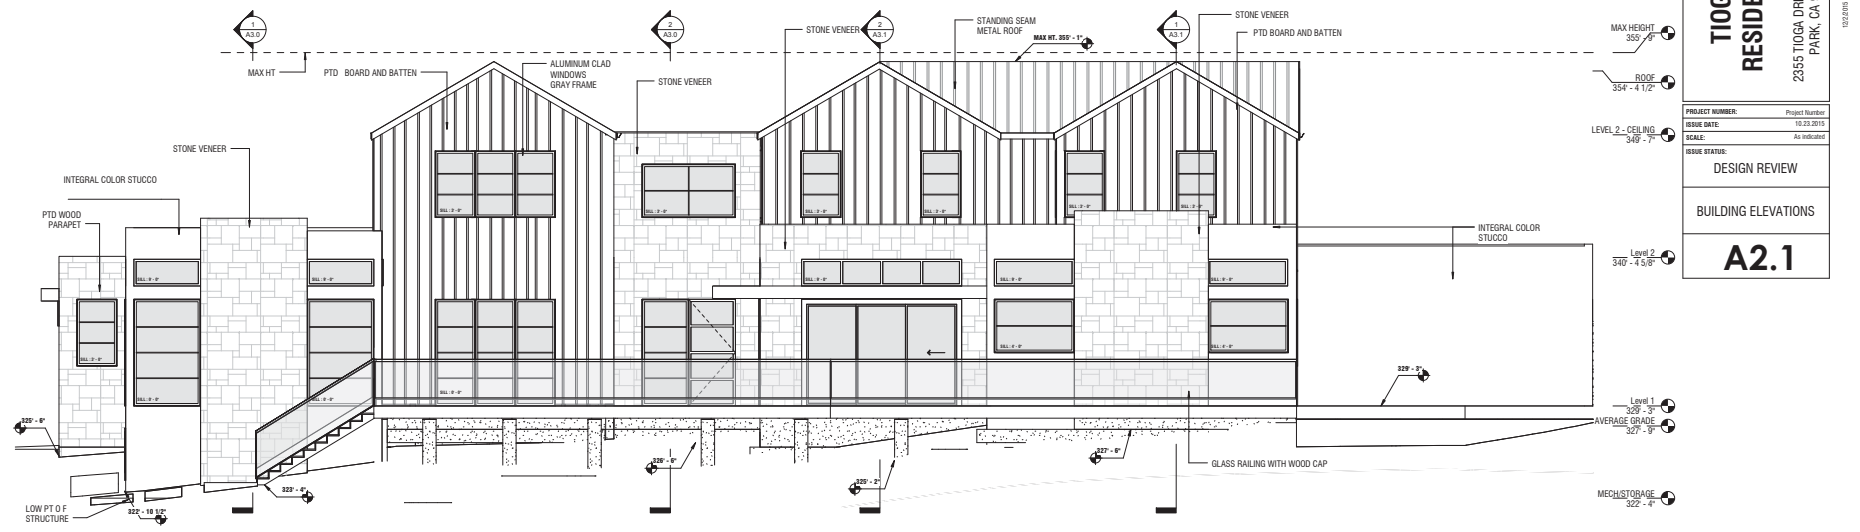 1
A3.0
2
A3.0
2
A3.1
1
A3.1
MAX HT
PTD BOARD AND BATTEN
ALUMINUM CLAD
WINDOWS
GRAY FRAME
STONE VENEER
STONE VENEER
STANDING SEAM
METAL ROOF
MAX HT. 355' - 1"
STONE VENEER
PTD BOARD AND BATTEN
STONE VENEER
INTEGRAL COLOR STUCCO
PTD WOOD
PARAPET
INTEGRAL COLOR
STUCCO
329' - 3"
GLASS RAILING WITH WOOD CAP
325' - 6"
323' - 4"
326' - 6"
325' - 2"
327' - 6"
LOW PT O F
STRUCTURE
322' - 10 1/2"
MAX HEIGHT
355' - 9"
ROOF
354' - 4 1/2"
LEVEL 2 - CEILING
349' - 7"
Level 2
340' - 4 5/8"
Level 1
329' - 3"
AVERAGE GRADE
327' - 9"
MECH/STORAGE
322' - 4"
TIOG
RESIDE
2355 TIOGA DRI
PARK, CA
PROJECT NUMBER: Project Number
ISSUE DATE: 10.23.2015
SCALE: As indicated
ISSUE STATUS:
DESIGN REVIEW
BUILDING ELEVATIONS
A2.1
12/2/2015